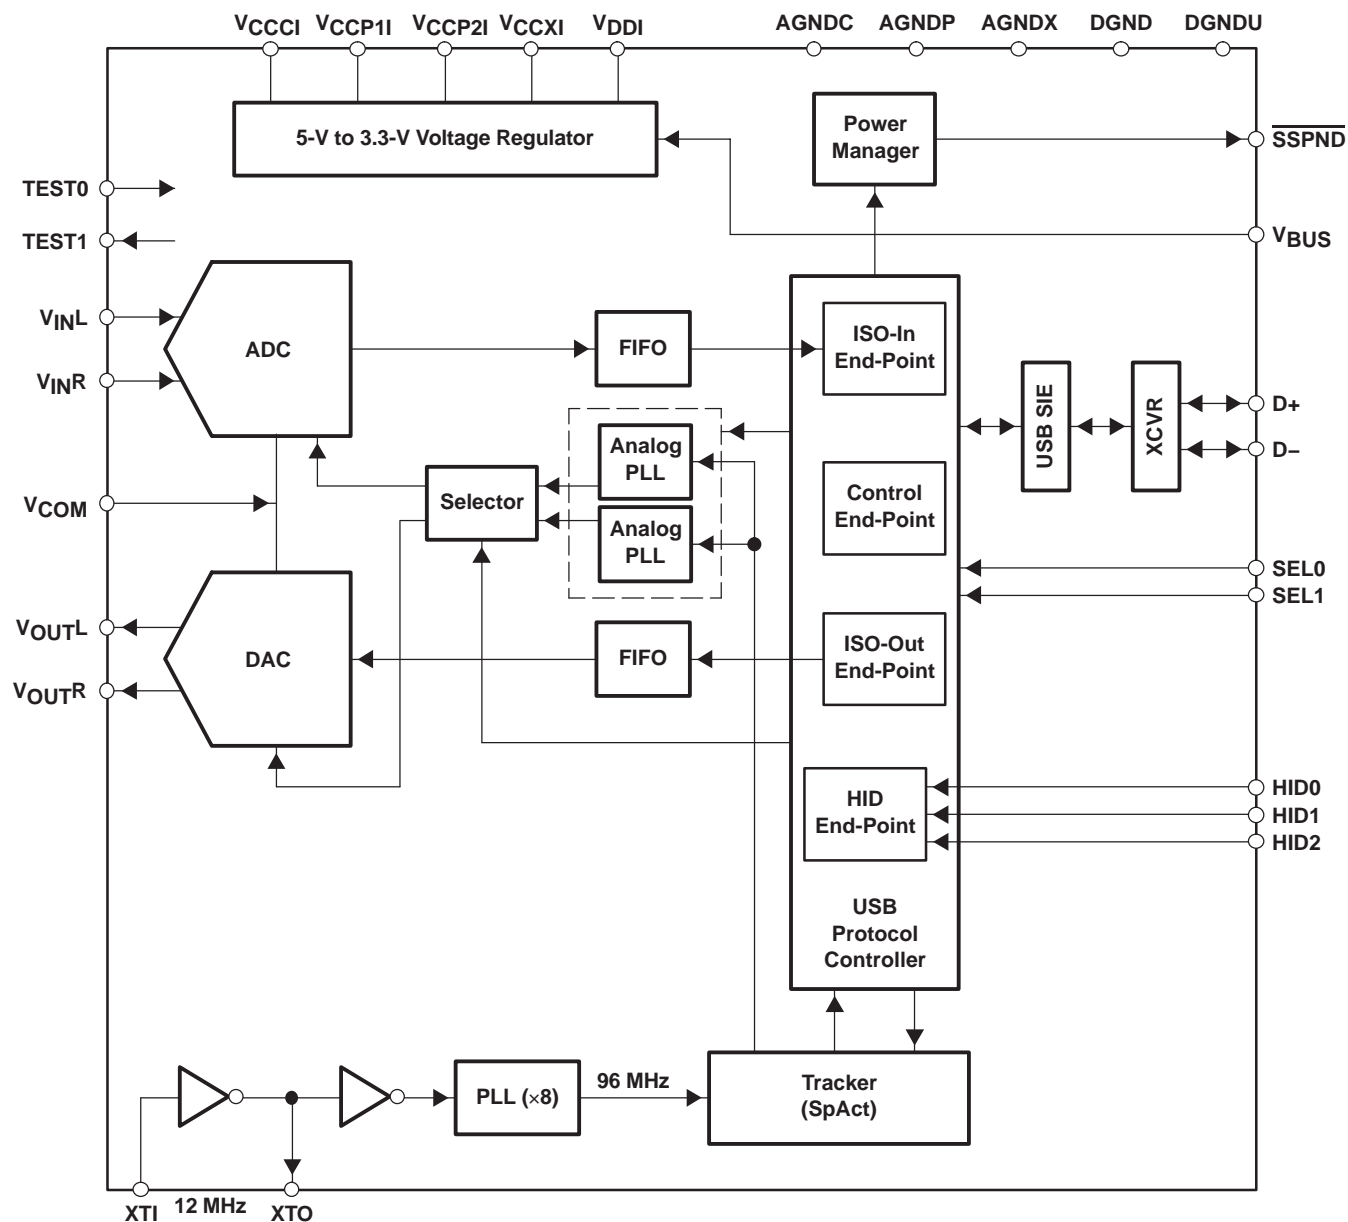 VCCCI VCCP1I VCCP2I VCCXI VDDI AGNDC AGNDP AGNDX DGND DGNDU
5-V to 3.3-V Voltage Regulator
Power
Manager
SSPND
TEST0
TEST1
VBUS
VINL
VINR
ADC
FIFO
ISO-In
End-Point
USB SIE
XCVR
D+
D–
Analog
PLL
Selector
VCOM
Analog
PLL
Control
End-Point
SEL0
SEL1
VOUTL
VOUTR
DAC
FIFO
ISO-Out
End-Point
HID
End-Point
HID0
HID1
HID2
USB
Protocol
Controller
PLL (×8)
96 MHz
Tracker
(SpAct)
XTI
12 MHz
XTO